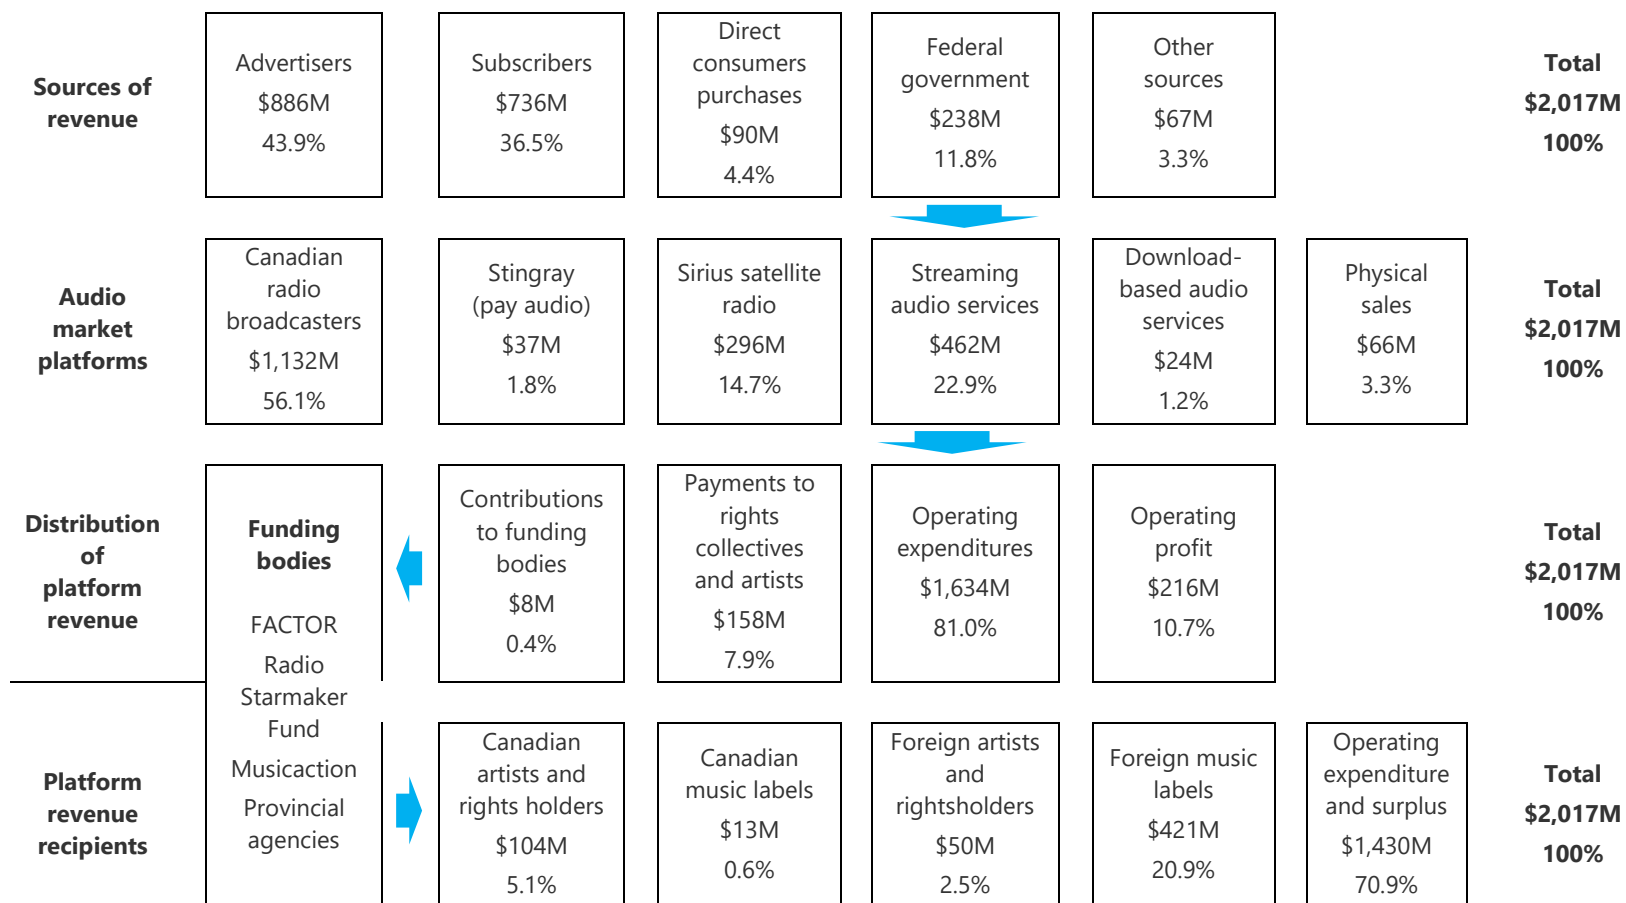 Sources of
revenue
Advertisers
$886M
43.9%
Subscribers
$736M
36.5%
Direct
consumers
purchases
$90M
4.4%
Federal
government
$238M
11.8%
Other
sources
$67M
3.3%
Total
$2,017M
100%
Audio
market
platforms
Canadian
radio
broadcasters
$1,132M
56.1%
Stingray
(pay audio)
$37M
1.8%
Sirius satellite
radio
$296M
14.7%
Streaming
audio services
$462M
22.9%
Download-
based audio
services
$24M
1.2%
Physical
sales
$66M
3.3%
Total
$2,017M
100%
Distribution
of
platform
revenue
Funding
bodies
FACTOR
Radio
Starmaker
Fund
Musicaction
Provincial
agencies
Contributions
to funding
bodies
$8M
0.4%
Payments to
rights
collectives
and artists
$158M
7.9%
Operating
expenditures
$1,634M
81.0%
Operating
profit
$216M
10.7%
Total
$2,017M
100%
Platform
revenue
recipients
Canadian
artists and
rights holders
$104M
5.1%
Canadian
music labels
$13M
0.6%
Foreign artists
and
rightsholders
$50M
2.5%
Foreign music
labels
$421M
20.9%
Operating
expenditure
and surplus
$1,430M
70.9%
Total
$2,017M
100%